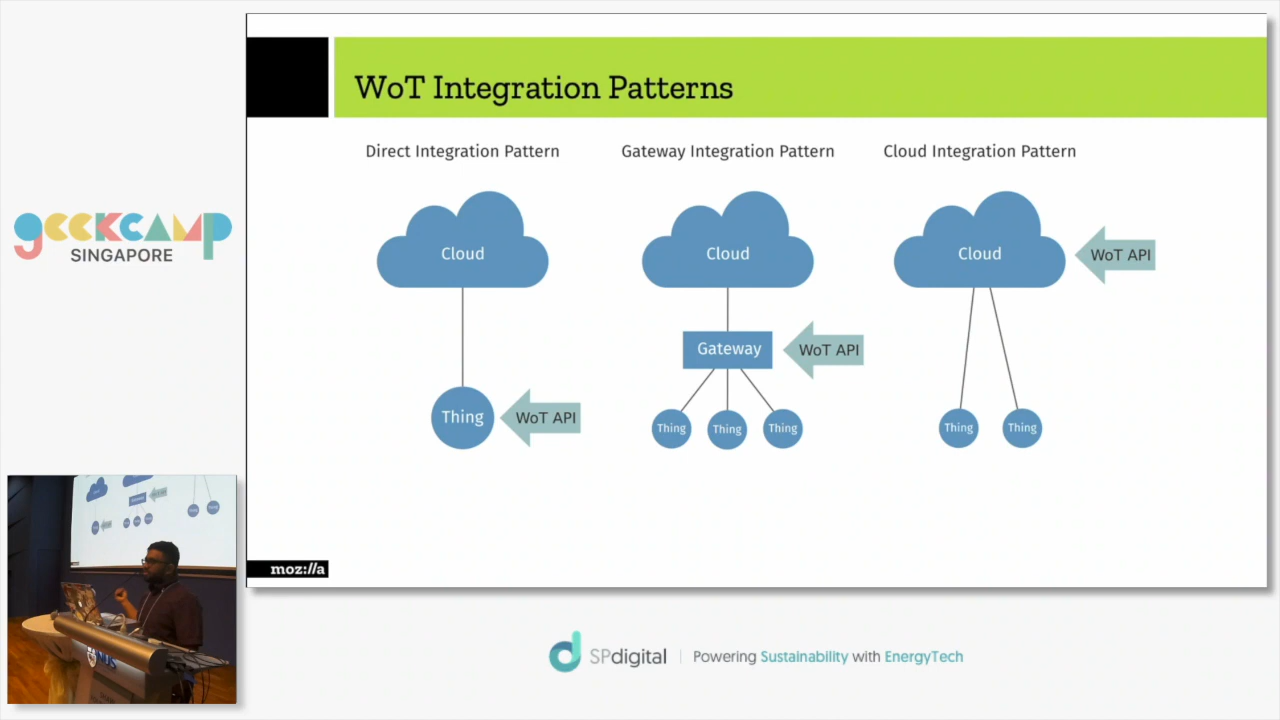 WoT Integration Patterns
Direct Integration Pattern
Cloud
Thing
WoT API
Gateway Integration Pattern
Cloud
Gateway
WoT API
Thing
Thing
Thing
Cloud Integration Pattern
Cloud
WoT API
Thing
Thing
moz://a
geekcamp
SINGAPORE
NUS
SPdigital
Powering Sustainability with EnergyTech